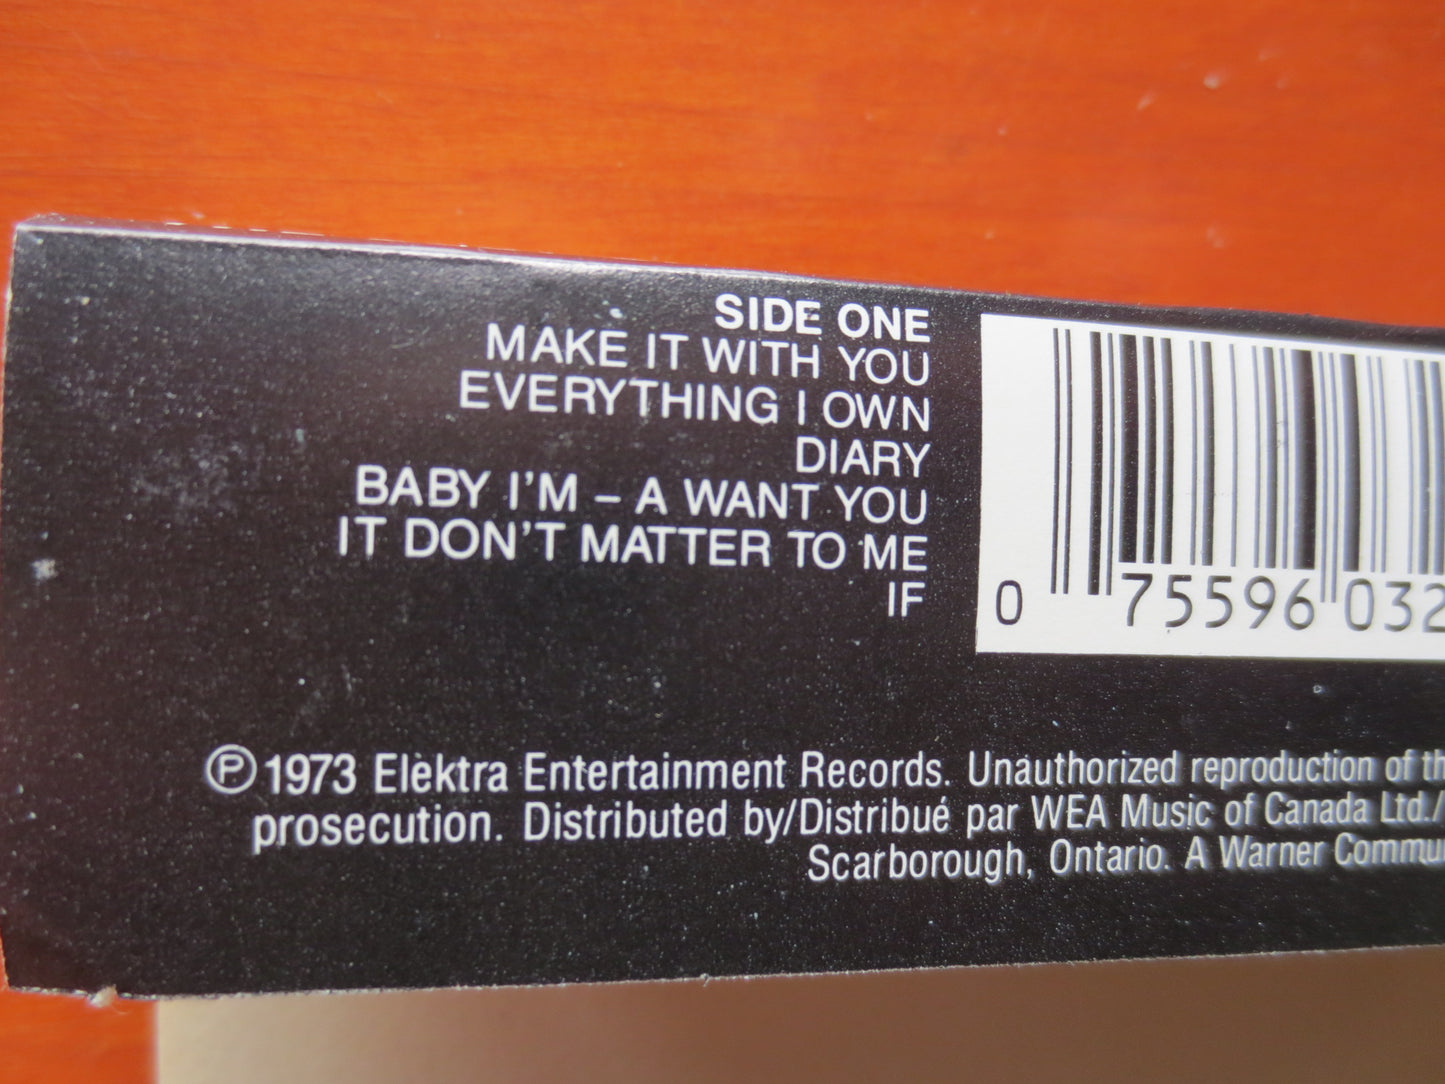 SIDE ONE
MAKE IT WITH YOU
EVERYTHING I OWN
DIARY
BABY I'M – A WANT YOU
IT DON'T MATTER TO ME
IF
0 75596 032
℗1973 Elektra Entertainment Records. Unauthorized reproduction of th
prosecution. Distributed by/Distribué par WEA Music of Canada Ltd./
Scarborough, Ontario. A Warner Commu